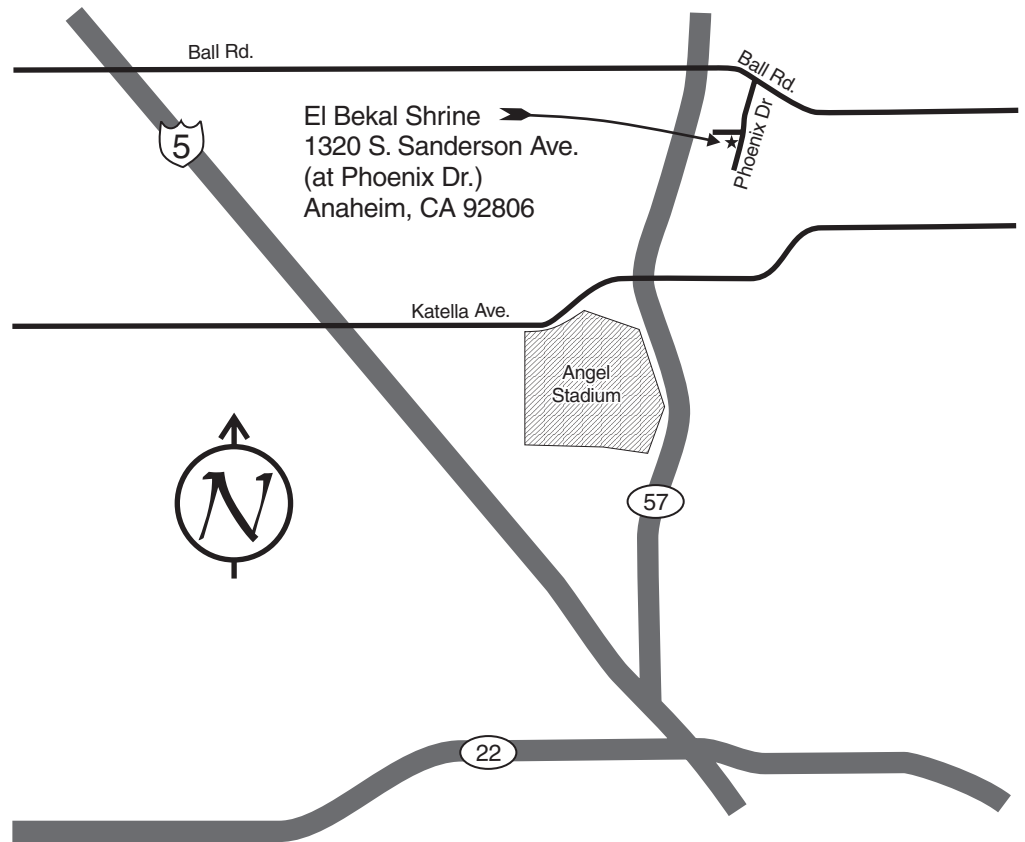 Ball Rd.
Ball Rd.
El Bekal Shrine
1320 S. Sanderson Ave.
(at Phoenix Dr.)
Anaheim, CA 92806
Phoenix Dr
5
Katella Ave.
Angel
Stadium
N
57
22